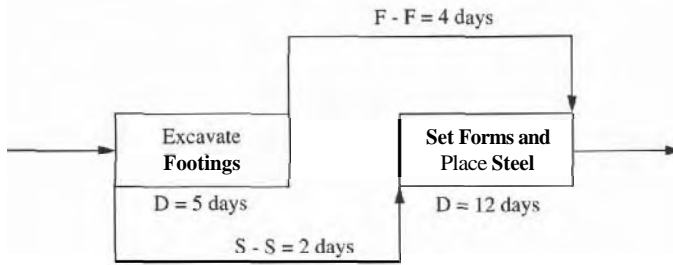 F - F = 4 days
Excavate
Footings
Set Forms and
Place Steel
D = 5 days
D = 12 days
S - S = 2 days